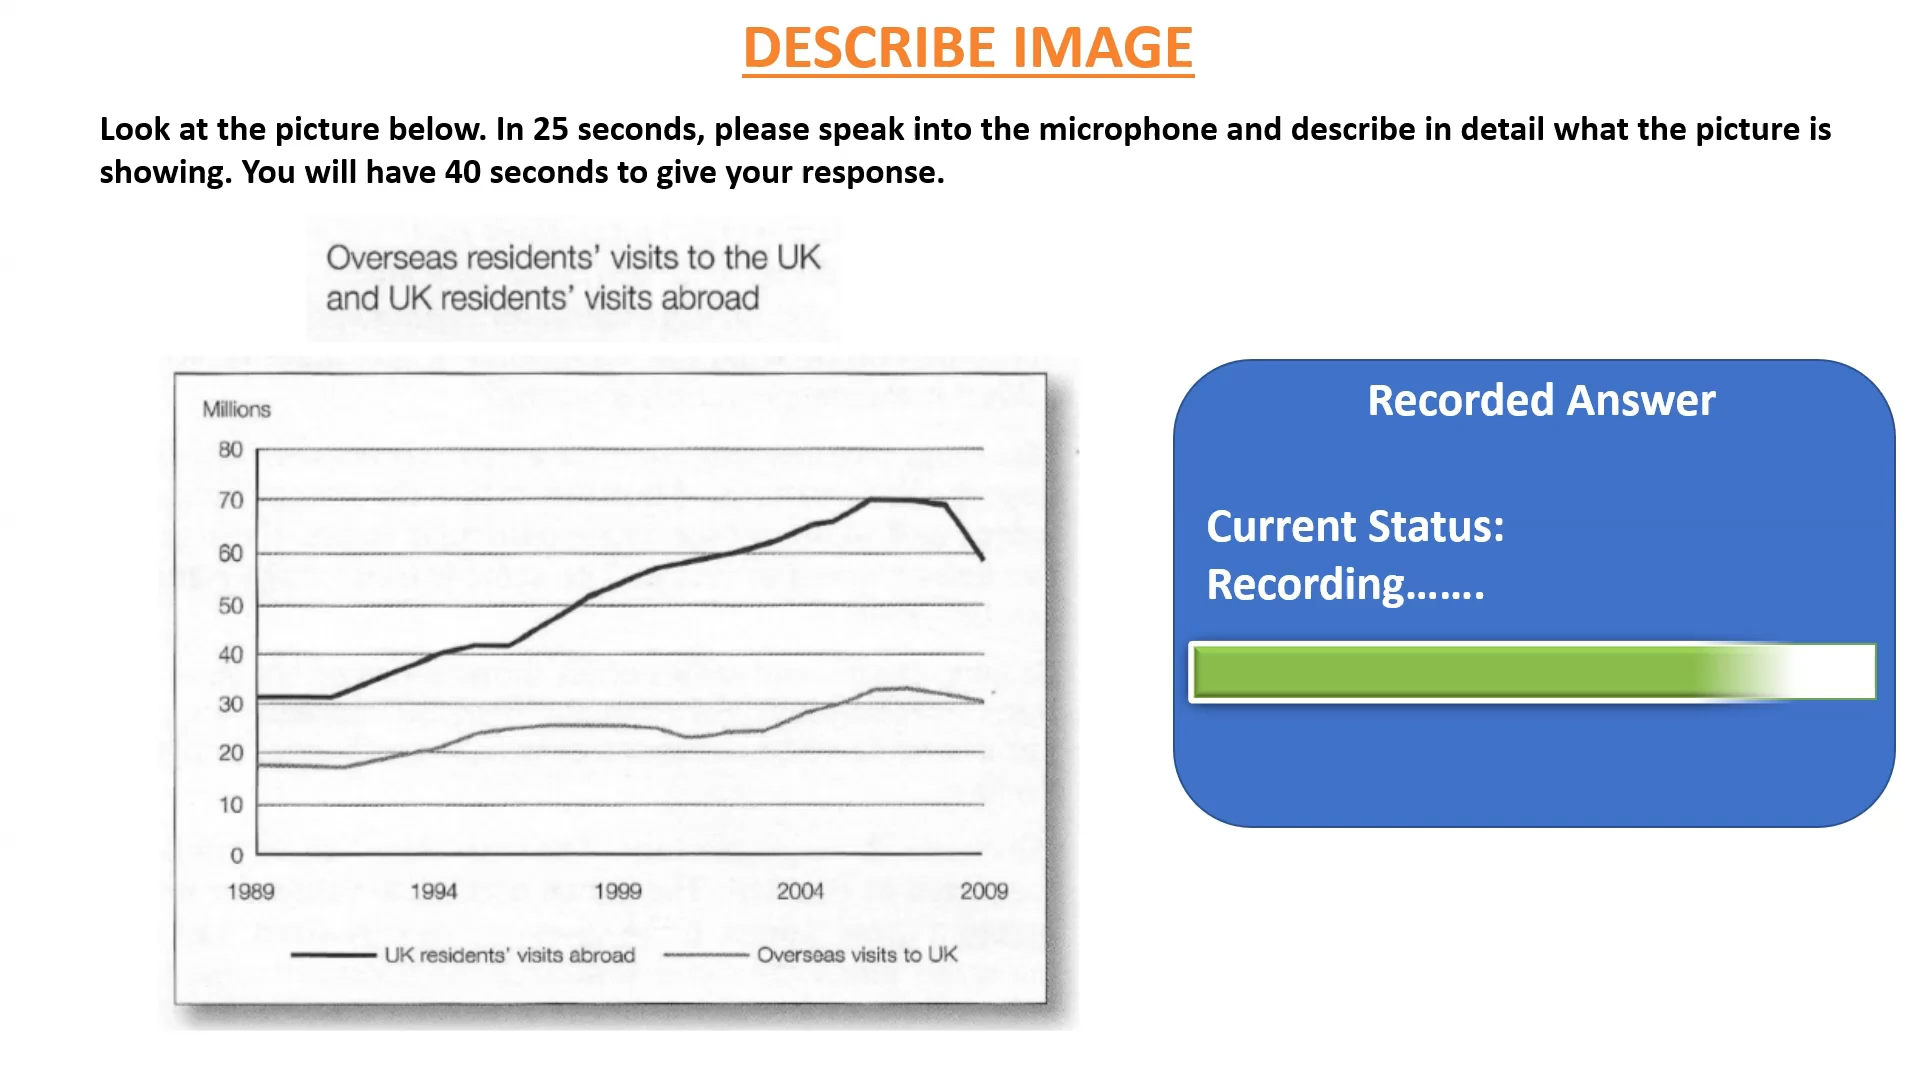 DESCRIBE IMAGE
Look at the picture below. In 25 seconds, please speak into the microphone and describe in detail what the picture is
showing. You will have 40 seconds to give your response.
Overseas residents' visits to the UK
and UK residents' visits abroad
Millions
80
70
60
50
40
30
20
10
0
1989 1994 1999 2004 2009
UK residents' visits abroad Overseas visits to UK
Recorded Answer
Current Status:
Recording.......